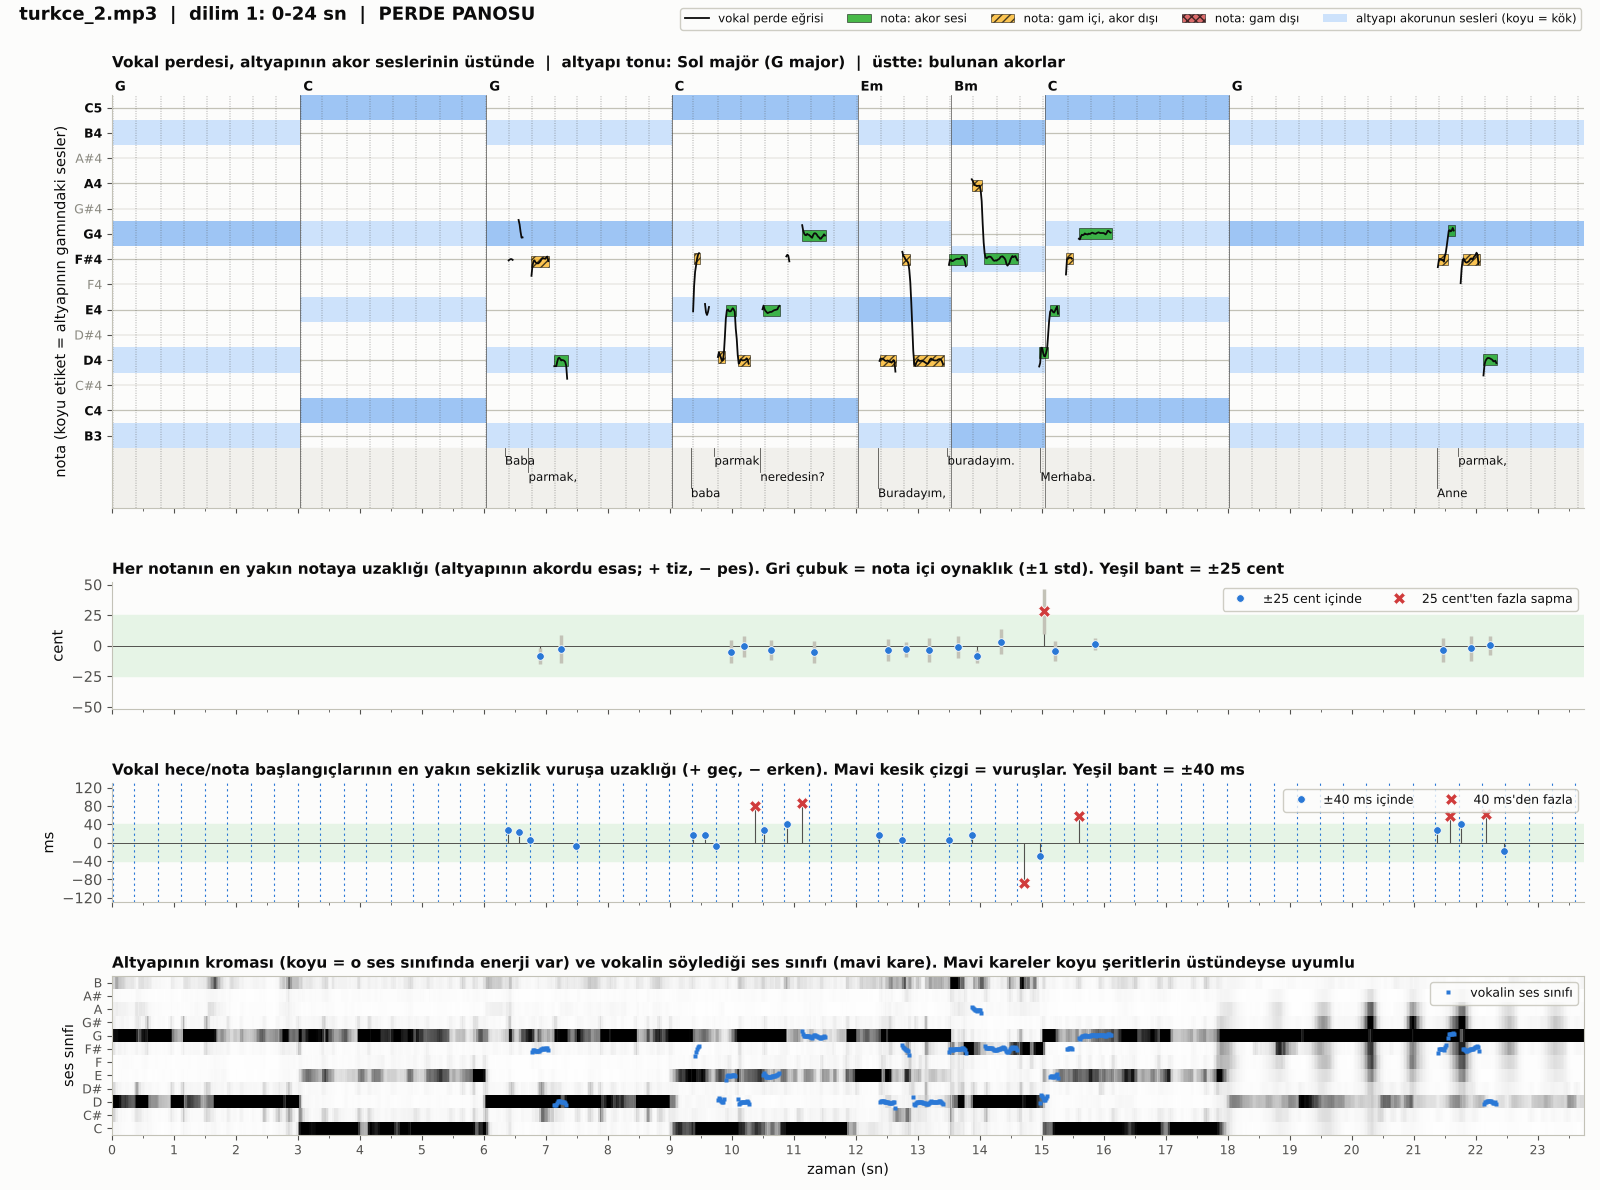 turkce_2.mp3 | dilim 1: 0-24 sn | PERDE PANOSU
vokal perde eğrisi
nota: akor sesi
nota: gam içi, akor dışı
nota: gam dışı
altyapı akorunun sesleri (koyu = kök)
Vokal perdesi, altyapının akor seslerinin üstünde | altyapı tonu: Sol majör (G major) | üstte: bulunan akorlar
G C G C Em Bm C G
nota (koyu etiket = altyapının gamındaki sesler)
C5
B4
A#4
A4
G#4
G4
F#4
F4
E4
D#4
D4
C#4
C4
B3
Baba parmak buradayım. parmak,
parmak, neredesin? Merhaba.
baba Buradayım, Anne
Her notanın en yakın notaya uzaklığı (altyapının akordu esas; + tiz, − pes). Gri çubuk = nota içi oynaklık (±1 std). Yeşil bant = ±25 cent
cent
50
25
0
−25
−50
±25 cent içinde
25 cent'ten fazla sapma
Vokal hece/nota başlangıçlarının en yakın sekizlik vuruşa uzaklığı (+ geç, − erken). Mavi kesik çizgi = vuruşlar. Yeşil bant = ±40 ms
ms
120
80
40
0
−40
−80
−120
±40 ms içinde
40 ms'den fazla
Altyapının kroması (koyu = o ses sınıfında enerji var) ve vokalin söylediği ses sınıfı (mavi kare). Mavi kareler koyu şeritlerin üstündeyse uyumlu
ses sınıfı
B
A#
A
G#
G
F#
F
E
D#
D
C#
C
vokalin ses sınıfı
0 1 2 3 4 5 6 7 8 9 10 11 12 13 14 15 16 17 18 19 20 21 22 23
zaman (sn)